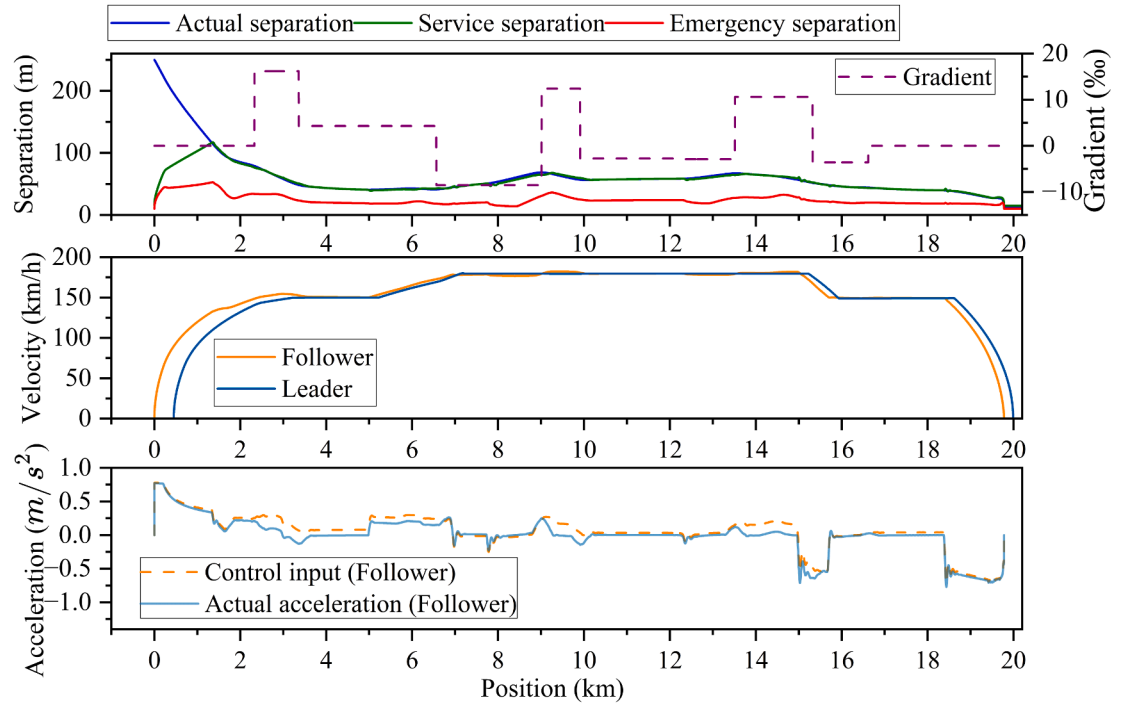 Actual separation Service separation Emergency separation
Separation (m)
200
100
0
Gradient
20
10
0
−10
Gradient (‰)
0 2 4 6 8 10 12 14 16 18 20
Velocity (km/h)
200
150
100
50
0
Follower
Leader
0 2 4 6 8 10 12 14 16 18 20
Acceleration (m/s²)
1.0
0.5
0.0
−0.5
−1.0
Control input (Follower)
Actual acceleration (Follower)
0 2 4 6 8 10 12 14 16 18 20
Position (km)